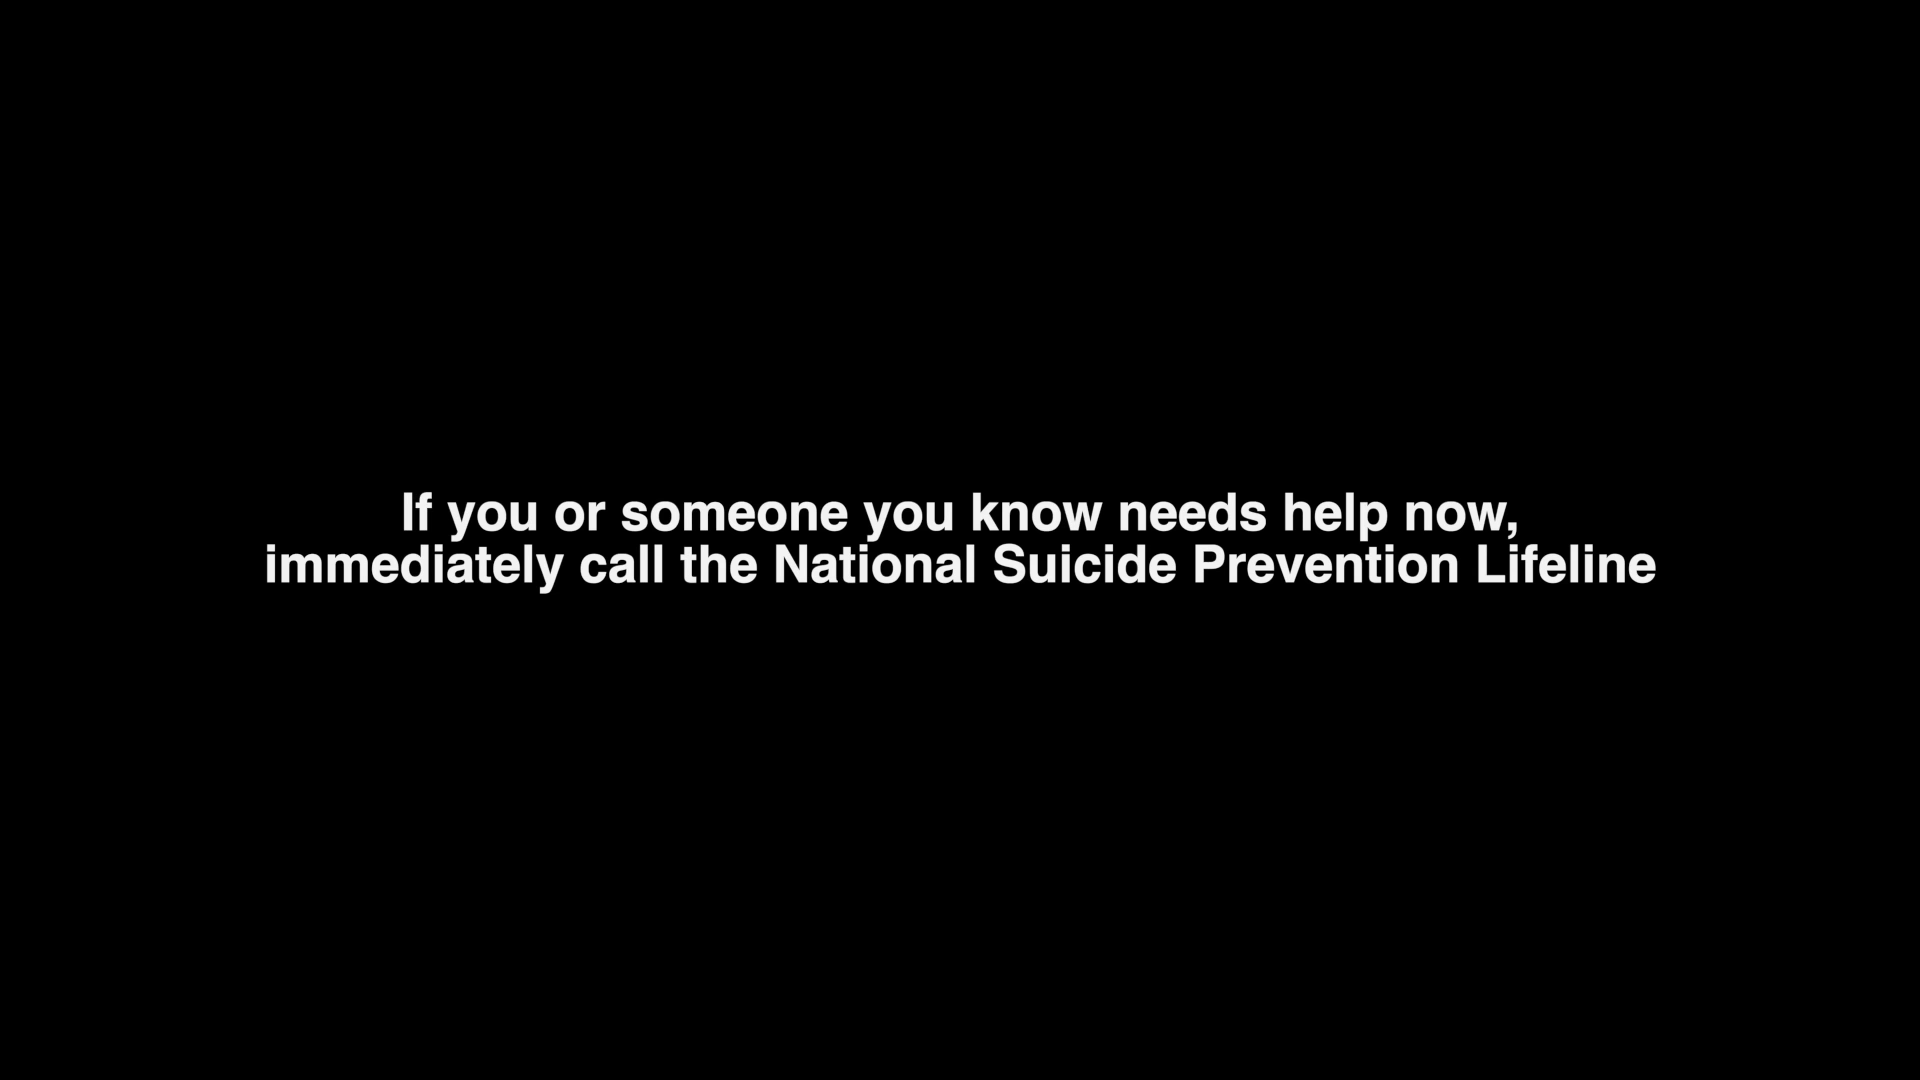 If you or someone you know needs help now,
immediately call the National Suicide Prevention Lifeline